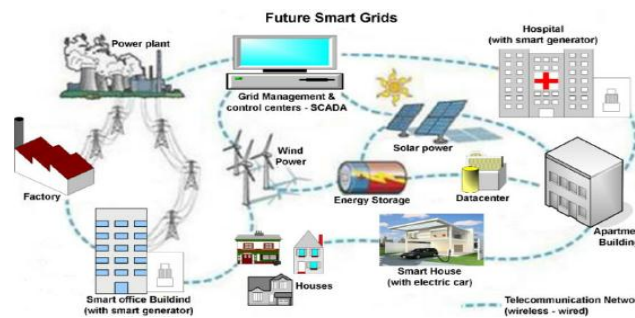 Future Smart Grids
Power plant
Hospital
(with smart generator)
Grid Management &
control centers - SCADA
Wind
Power
Solar power
Factory
Energy Storage
Datacenter
Apartmen
Building
Smart office Buildind
(with smart generator)
Houses
Smart House
(with electric car)
Telecommunication Netwo
(wireless - wired)